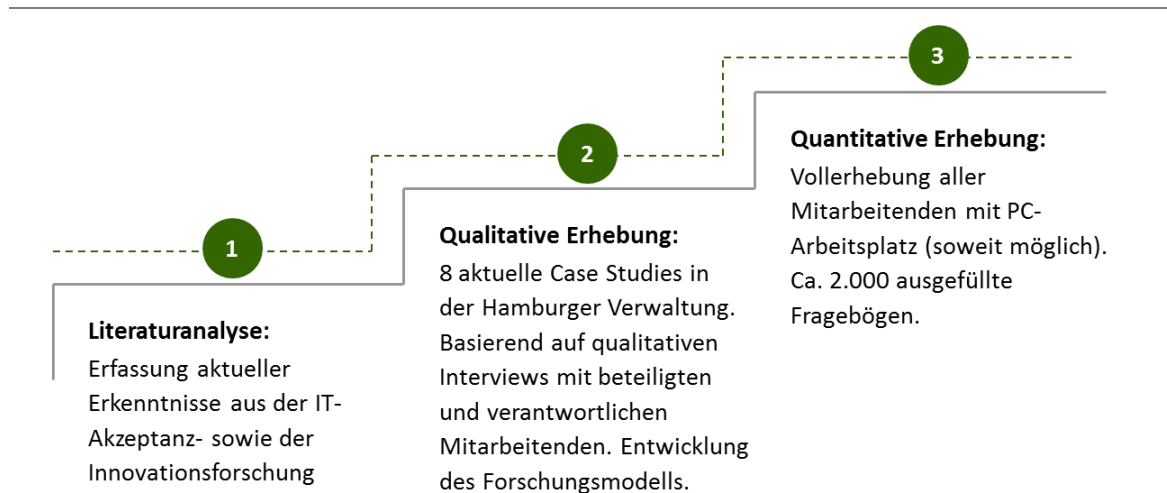 1
Literaturanalyse:
Erfassung aktueller
Erkenntnisse aus der IT-
Akzeptanz- sowie der
Innovationsforschung
2
Qualitative Erhebung:
8 aktuelle Case Studies in
der Hamburger Verwaltung.
Basierend auf qualitativen
Interviews mit beteiligten
und verantwortlichen
Mitarbeitenden. Entwicklung
des Forschungsmodells.
3
Quantitative Erhebung:
Vollerhebung aller
Mitarbeitenden mit PC-
Arbeitsplatz (soweit möglich).
Ca. 2.000 ausgefüllte
Fragebögen.